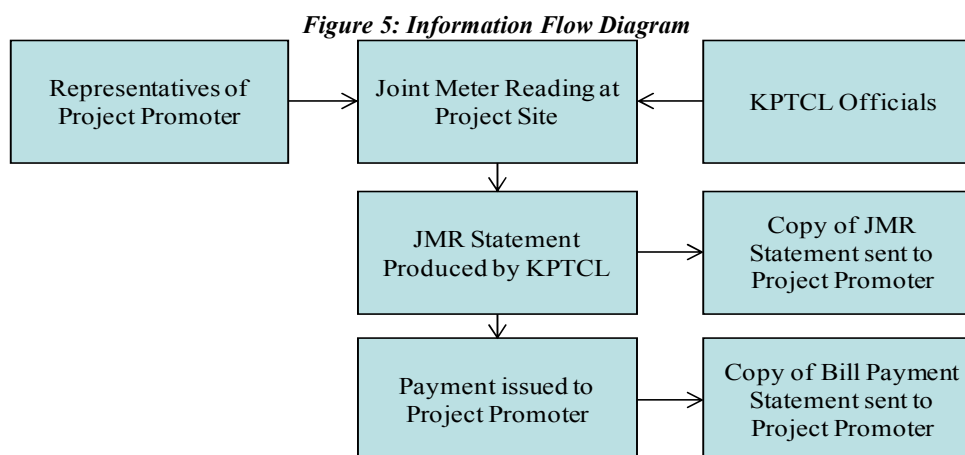 Figure 5: Information Flow Diagram
Representatives of
Project Promoter
Joint Meter Reading at
Project Site
KPTCL Officials
JMR Statement
Produced by KPTCL
Copy of JMR
Statement sent to
Project Promoter
Payment issued to
Project Promoter
Copy of Bill Payment
Statement sent to
Project Promoter